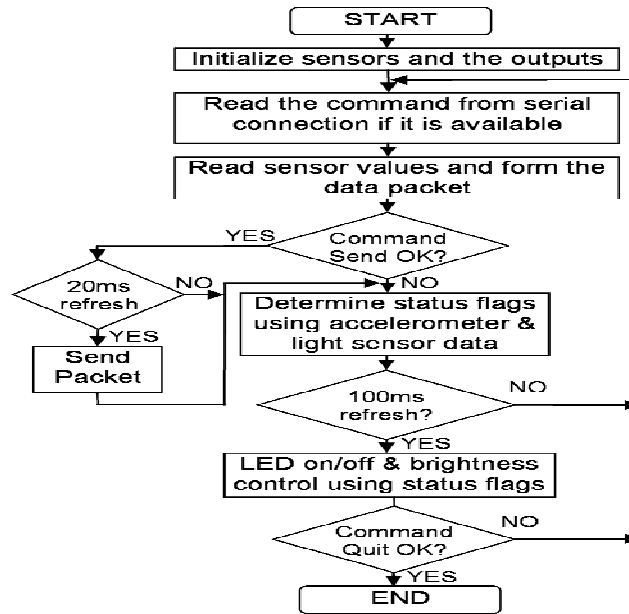 START
Initialize sensors and the outputs
Read the command from serial
connection if it is available
Read sensor values and form the
data packet
YES
Command
Send OK?
20ms
refresh
NO
NO
YES
Determine status flags
using accelerometer &
light sensor data
Send
Packet
100ms
refresh?
NO
YES
LED on/off & brightness
control using status flags
Command
Quit OK?
NO
YES
END